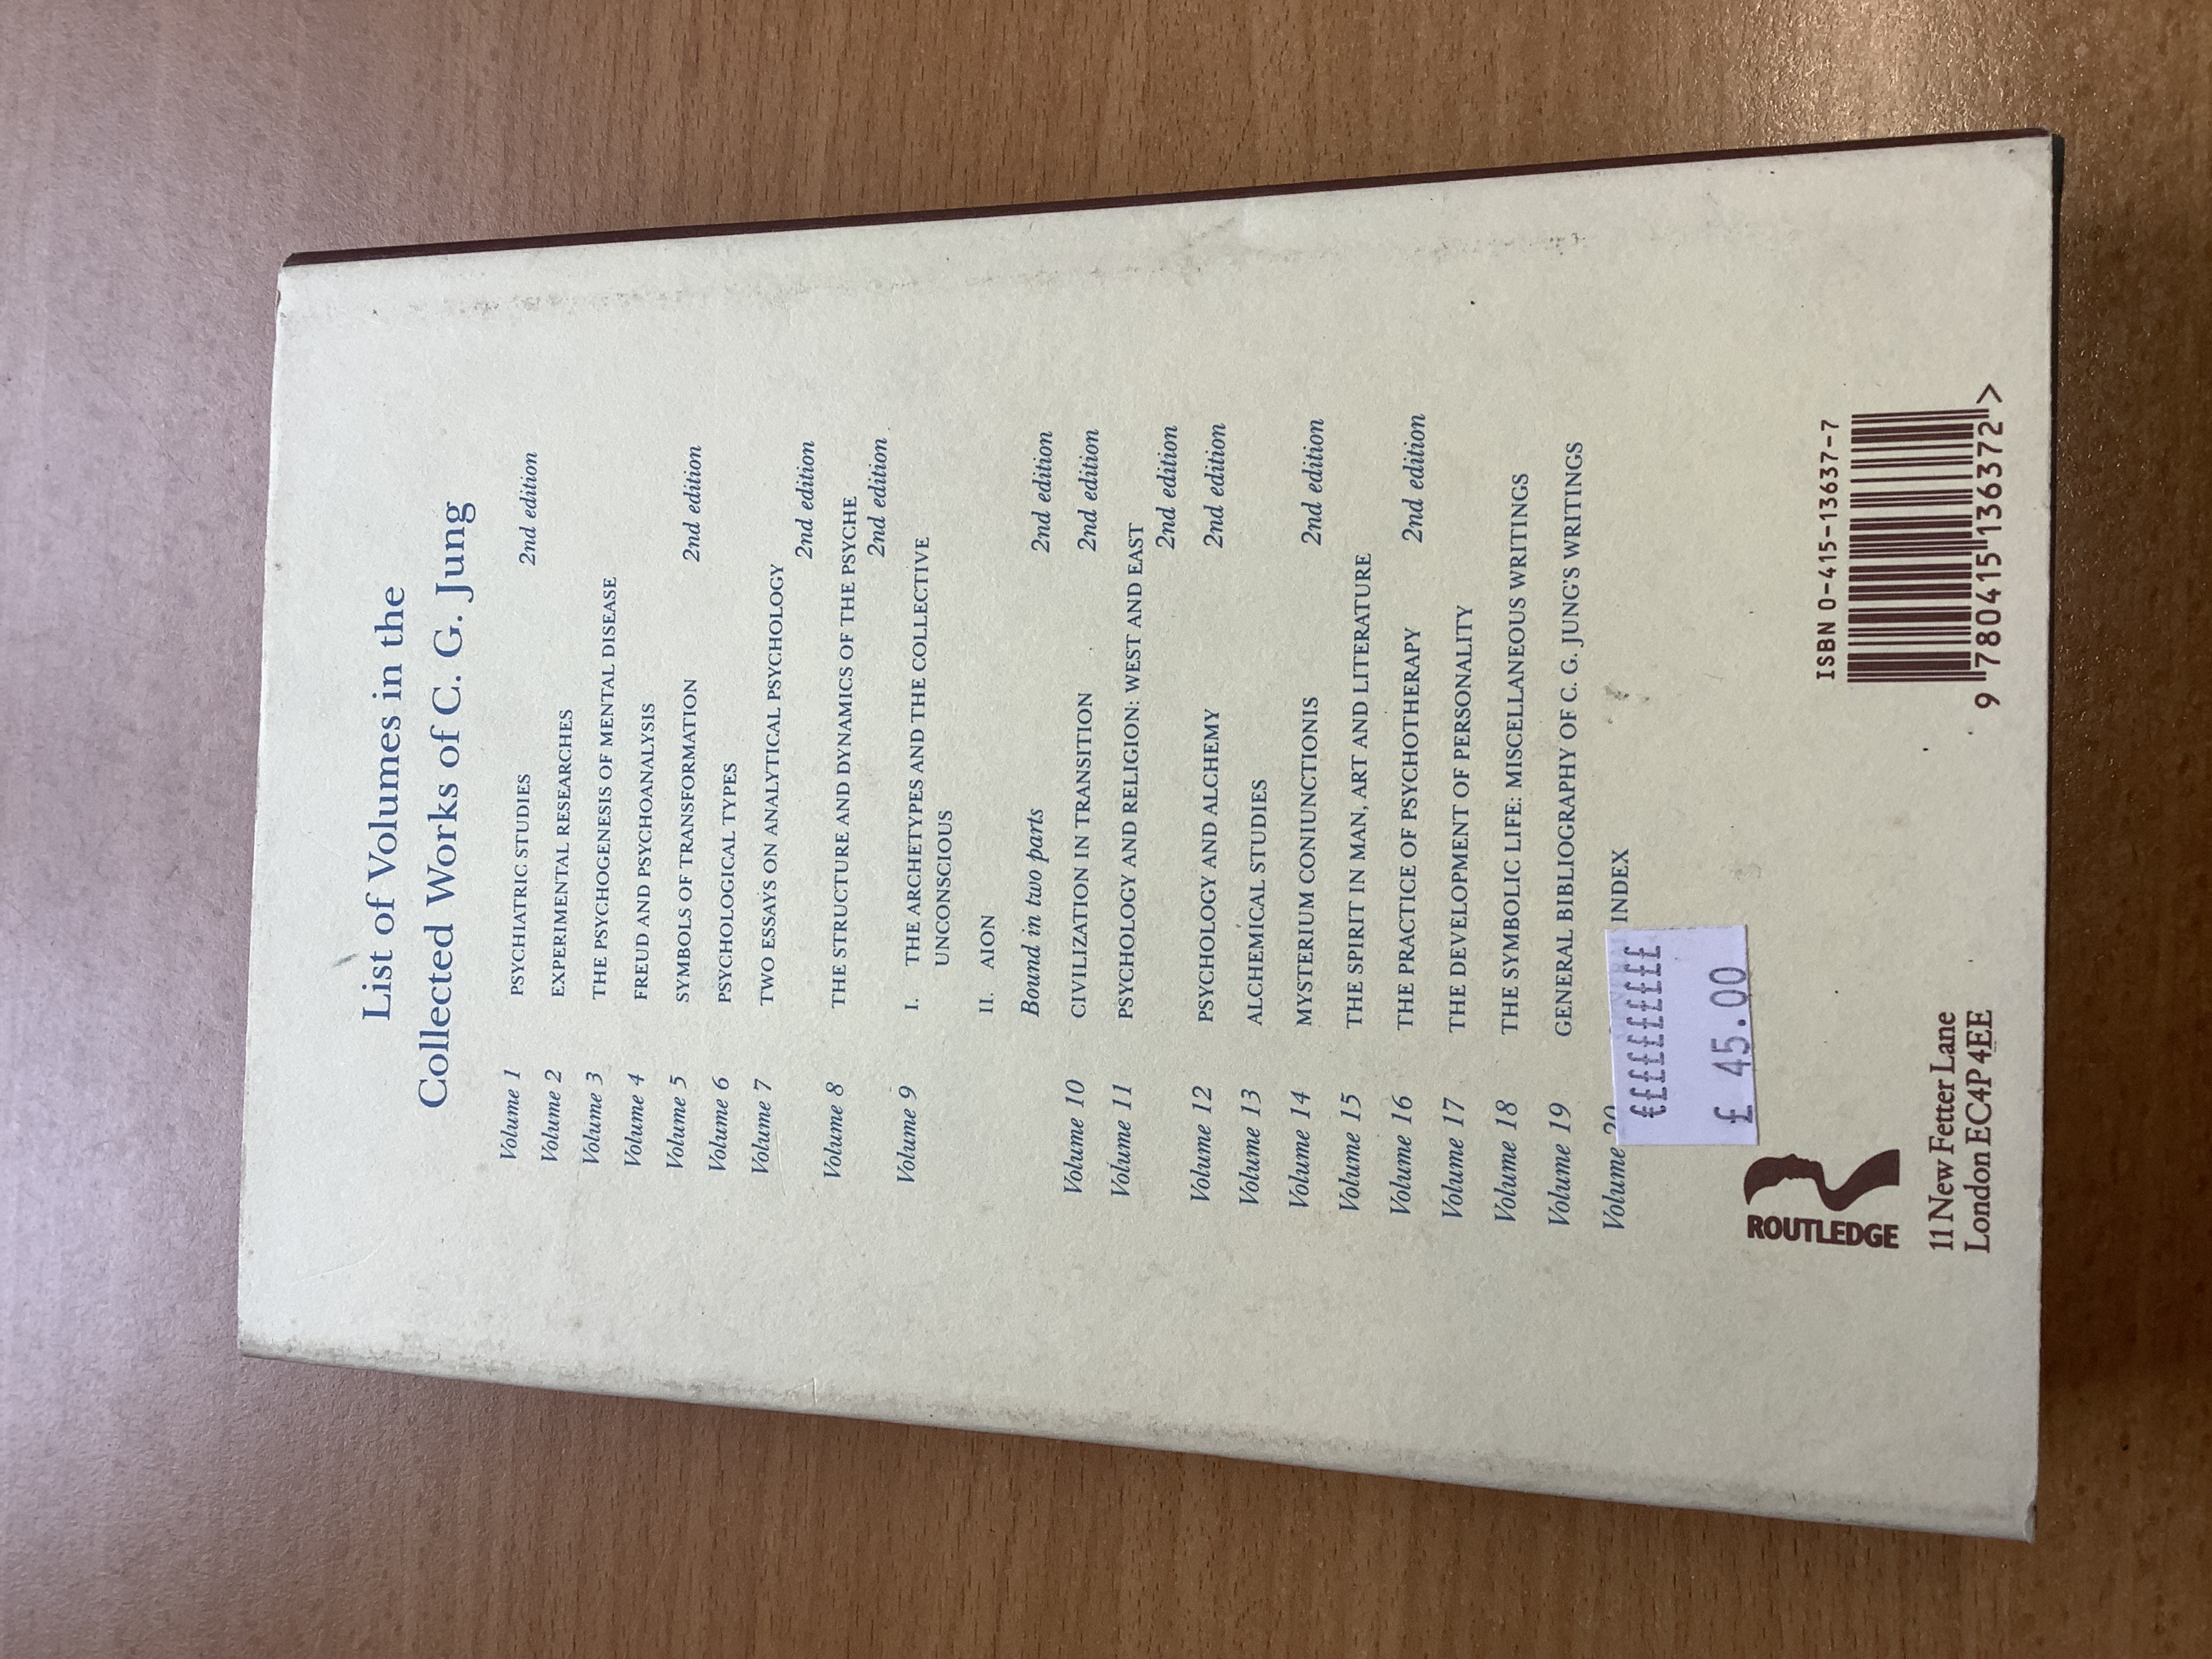 List of Volumes in the
Collected Works of C. G. Jung
Volume 1 PSYCHIATRIC STUDIES 2nd edition
Volume 2 EXPERIMENTAL RESEARCHES
Volume 3 THE PSYCHOGENESIS OF MENTAL DISEASE
Volume 4 FREUD AND PSYCHOANALYSIS
Volume 5 SYMBOLS OF TRANSFORMATION 2nd edition
Volume 6 PSYCHOLOGICAL TYPES
Volume 7 TWO ESSAYS ON ANALYTICAL PSYCHOLOGY
2nd edition
Volume 8 THE STRUCTURE AND DYNAMICS OF THE PSYCHE
2nd edition
Volume 9 I. THE ARCHETYPES AND THE COLLECTIVE
UNCONSCIOUS
II. AION
Bound in two parts 2nd edition
Volume 10 CIVILIZATION IN TRANSITION 2nd edition
Volume 11 PSYCHOLOGY AND RELIGION: WEST AND EAST
2nd edition
Volume 12 PSYCHOLOGY AND ALCHEMY 2nd edition
Volume 13 ALCHEMICAL STUDIES
Volume 14 MYSTERIUM CONIUNCTIONIS 2nd edition
Volume 15 THE SPIRIT IN MAN, ART AND LITERATURE
Volume 16 THE PRACTICE OF PSYCHOTHERAPY 2nd edition
Volume 17 THE DEVELOPMENT OF PERSONALITY
Volume 18 THE SYMBOLIC LIFE: MISCELLANEOUS WRITINGS
Volume 19 GENERAL BIBLIOGRAPHY OF C. G. JUNG'S WRITINGS
Volume 20 INDEX
£ 45.00
ROUTLEDGE
11 New Fetter Lane
London EC4P 4EE
ISBN 0-415-13637-7
9 780415 136372 >